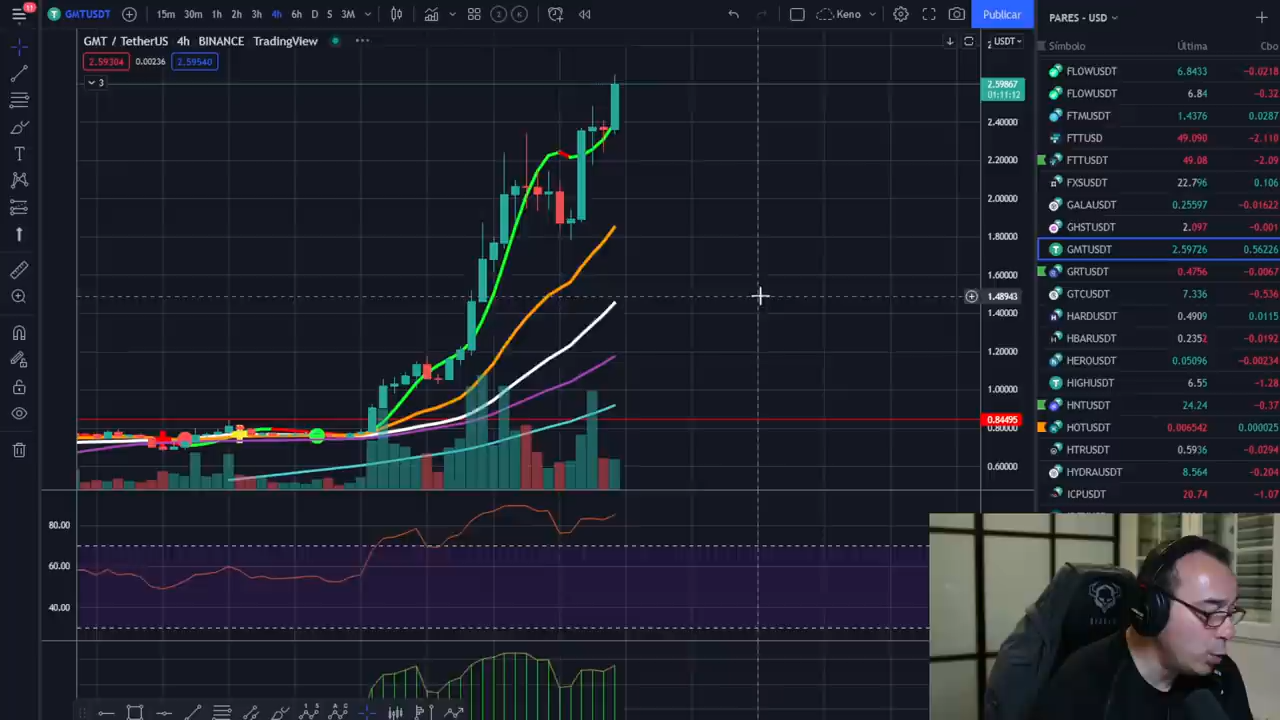 11
GMTUSDT 15m 30m 1h 2h 3h 4h 6h D S 3M Keno Publicar
GMT / TetherUS 4h BINANCE TradingView
2.59304 0.00236 2.59540
3
USDT
2.59867
01:11:12
2.40000
2.20000
2.00000
1.80000
1.60000
1.48943
1.40000
1.20000
1.00000
0.84495
0.80000
0.60000
80.00
60.00
40.00
PARES - USD
Símbolo Última Cbo
FLOWUSDT 6.8433 -0.0218
FLOWUSDT 6.84 -0.32
FTMUSDT 1.4376 0.0287
FTTUSD 49.090 -2.110
FTTUSDT 49.08 -2.09
FXSUSDT 22.796 0.106
GALAUSDT 0.25597 -0.01622
GHSTUSDT 2.097 -0.001
GMTUSDT 2.59726 0.56226
GRTUSDT 0.4756 -0.0067
GTCUSDT 7.336 -0.536
HARDUSDT 0.4909 0.0115
HBARUSDT 0.2352 -0.0192
HEROUSDT 0.05096 -0.00234
HIGHUSDT 6.55 -1.28
HNTUSDT 24.24 -0.37
HOTUSDT 0.006542 0.000025
HTRUSDT 0.5936 -0.0294
HYDRAUSDT 8.564 -0.204
ICPUSDT 20.74 -1.07